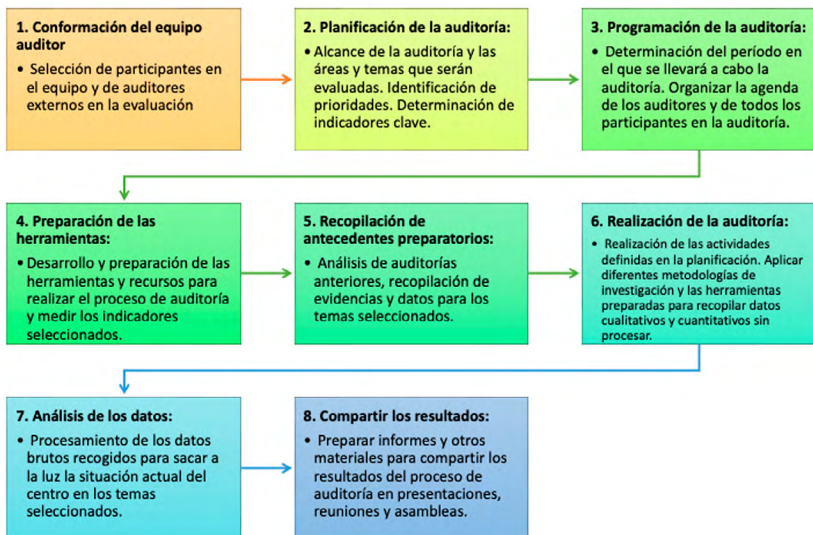 1. Conformación del equipo
auditor
• Selección de participantes en
el equipo y de auditores
externos en la evaluación
2. Planificación de la auditoría:
• Alcance de la auditoría y las
áreas y temas que serán
evaluadas. Identificación de
prioridades. Determinación de
indicadores clave.
3. Programación de la auditoría:
• Determinación del período en
el que se llevará a cabo la
auditoría. Organizar la agenda
de los auditores y de todos los
participantes en la auditoría.
4. Preparación de las
herramientas:
• Desarrollo y preparación de las
herramientas y recursos para
realizar el proceso de auditoría
y medir los indicadores
seleccionados.
5. Recopilación de
antecedentes preparatorios:
• Análisis de auditorías
anteriores, recopilación de
evidencias y datos para los
temas seleccionados.
6. Realización de la auditoría:
• Realización de las actividades
definidas en la planificación. Aplicar
diferentes metodologías de
investigación y las herramientas
preparadas para recopilar datos
cualitativos y cuantitativos sin
procesar.
7. Análisis de los datos:
• Procesamiento de los datos
brutos recogidos para sacar a
la luz la situación actual del
centro en los temas
seleccionados.
8. Compartir los resultados:
• Preparar informes y otros
materiales para compartir los
resultados del proceso de
auditoría en presentaciones,
reuniones y asambleas.